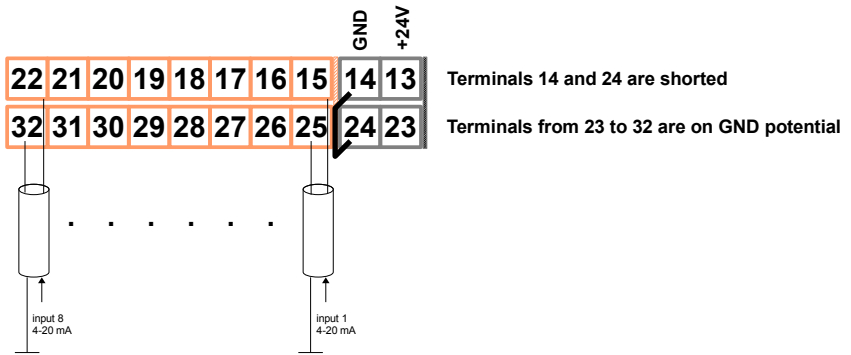 GND +24V
22 21 20 19 18 17 16 15 14 13
Terminals 14 and 24 are shorted
32 31 30 29 28 27 26 25 24 23
Terminals from 23 to 32 are on GND potential
input 8
4-20 mA
input 1
4-20 mA